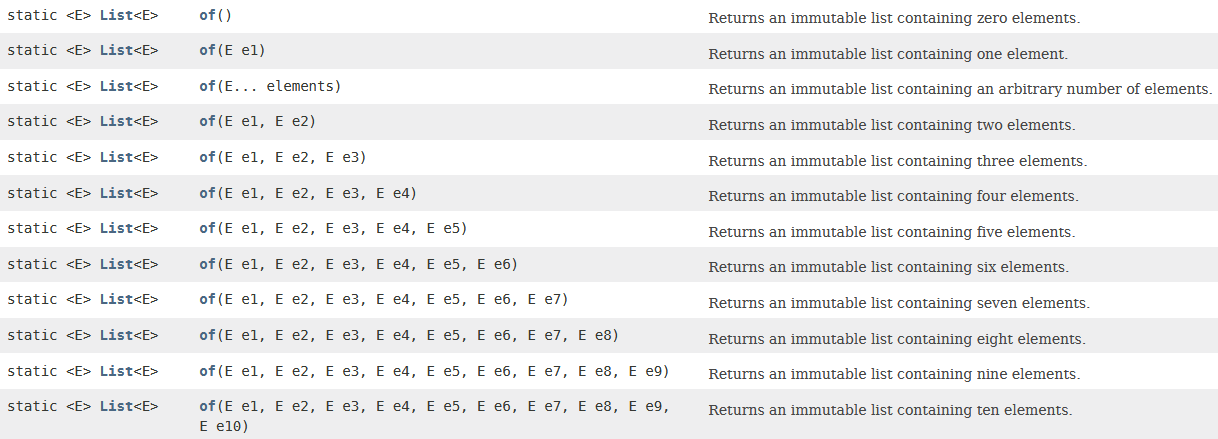 static <E> List<E> of() Returns an immutable list containing zero elements.
static <E> List<E> of(E e1) Returns an immutable list containing one element.
static <E> List<E> of(E... elements) Returns an immutable list containing an arbitrary number of elements.
static <E> List<E> of(E e1, E e2) Returns an immutable list containing two elements.
static <E> List<E> of(E e1, E e2, E e3) Returns an immutable list containing three elements.
static <E> List<E> of(E e1, E e2, E e3, E e4) Returns an immutable list containing four elements.
static <E> List<E> of(E e1, E e2, E e3, E e4, E e5) Returns an immutable list containing five elements.
static <E> List<E> of(E e1, E e2, E e3, E e4, E e5, E e6) Returns an immutable list containing six elements.
static <E> List<E> of(E e1, E e2, E e3, E e4, E e5, E e6, E e7) Returns an immutable list containing seven elements.
static <E> List<E> of(E e1, E e2, E e3, E e4, E e5, E e6, E e7, E e8) Returns an immutable list containing eight elements.
static <E> List<E> of(E e1, E e2, E e3, E e4, E e5, E e6, E e7, E e8, E e9) Returns an immutable list containing nine elements.
static <E> List<E> of(E e1, E e2, E e3, E e4, E e5, E e6, E e7, E e8, E e9, Returns an immutable list containing ten elements.
E e10)